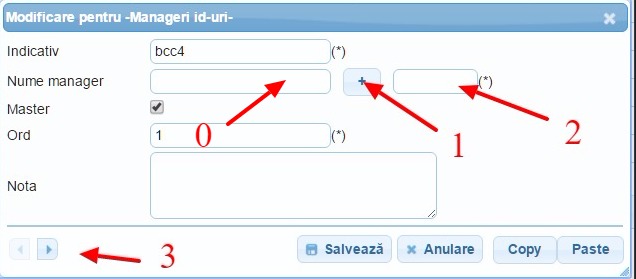 Modificare pentru -Manageri id-uri-
Indicativ bcc4 (*)
Nume manager + (*)
Master
Ord 1 (*)
0 1 2
Nota
3 Salvează Anulare Copy Paste